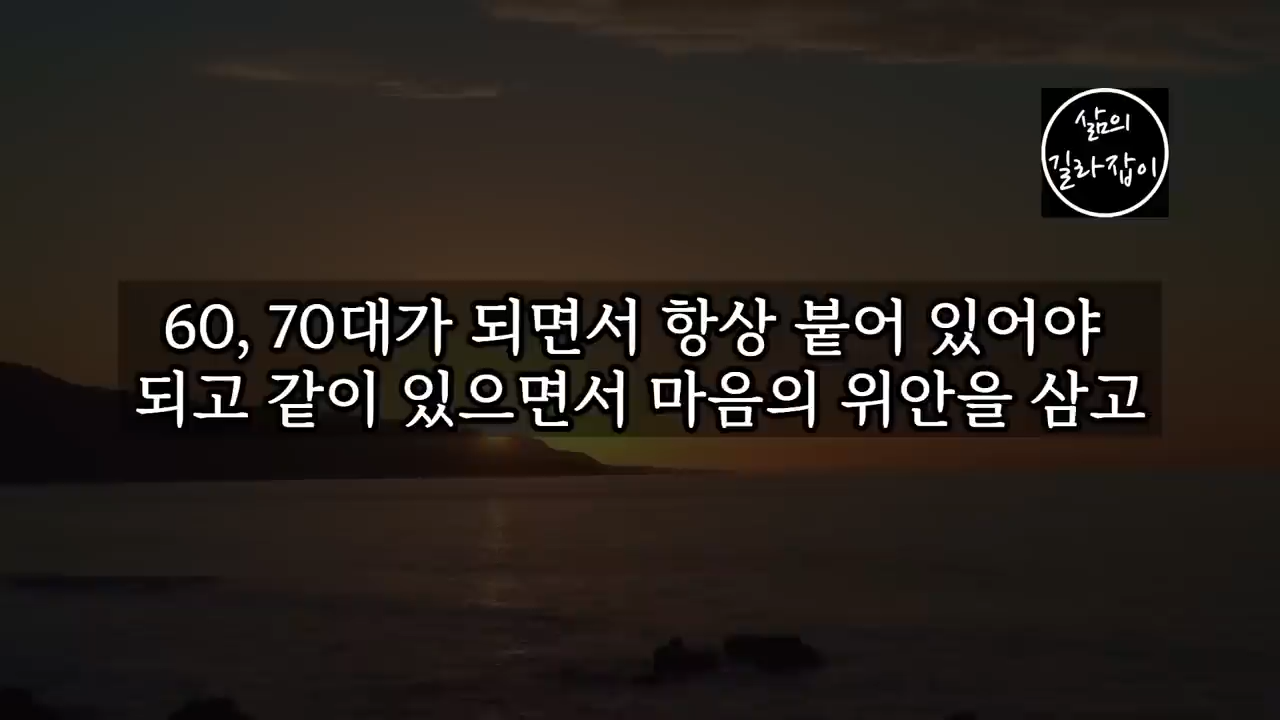 삶의
길라잡이
60, 70대가 되면서 항상 붙어 있어야
되고 같이 있으면서 마음의 위안을 삼고